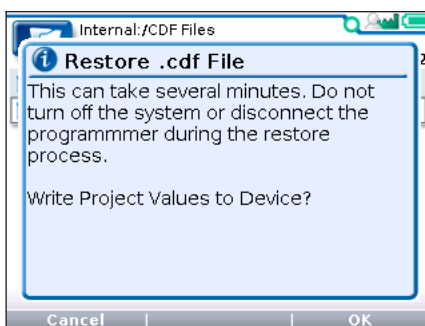 Internal:/CDF Files
Restore .cdf File
This can take several minutes. Do not
turn off the system or disconnect the
programmmer during the restore
process.
Write Project Values to Device?
Cancel
OK